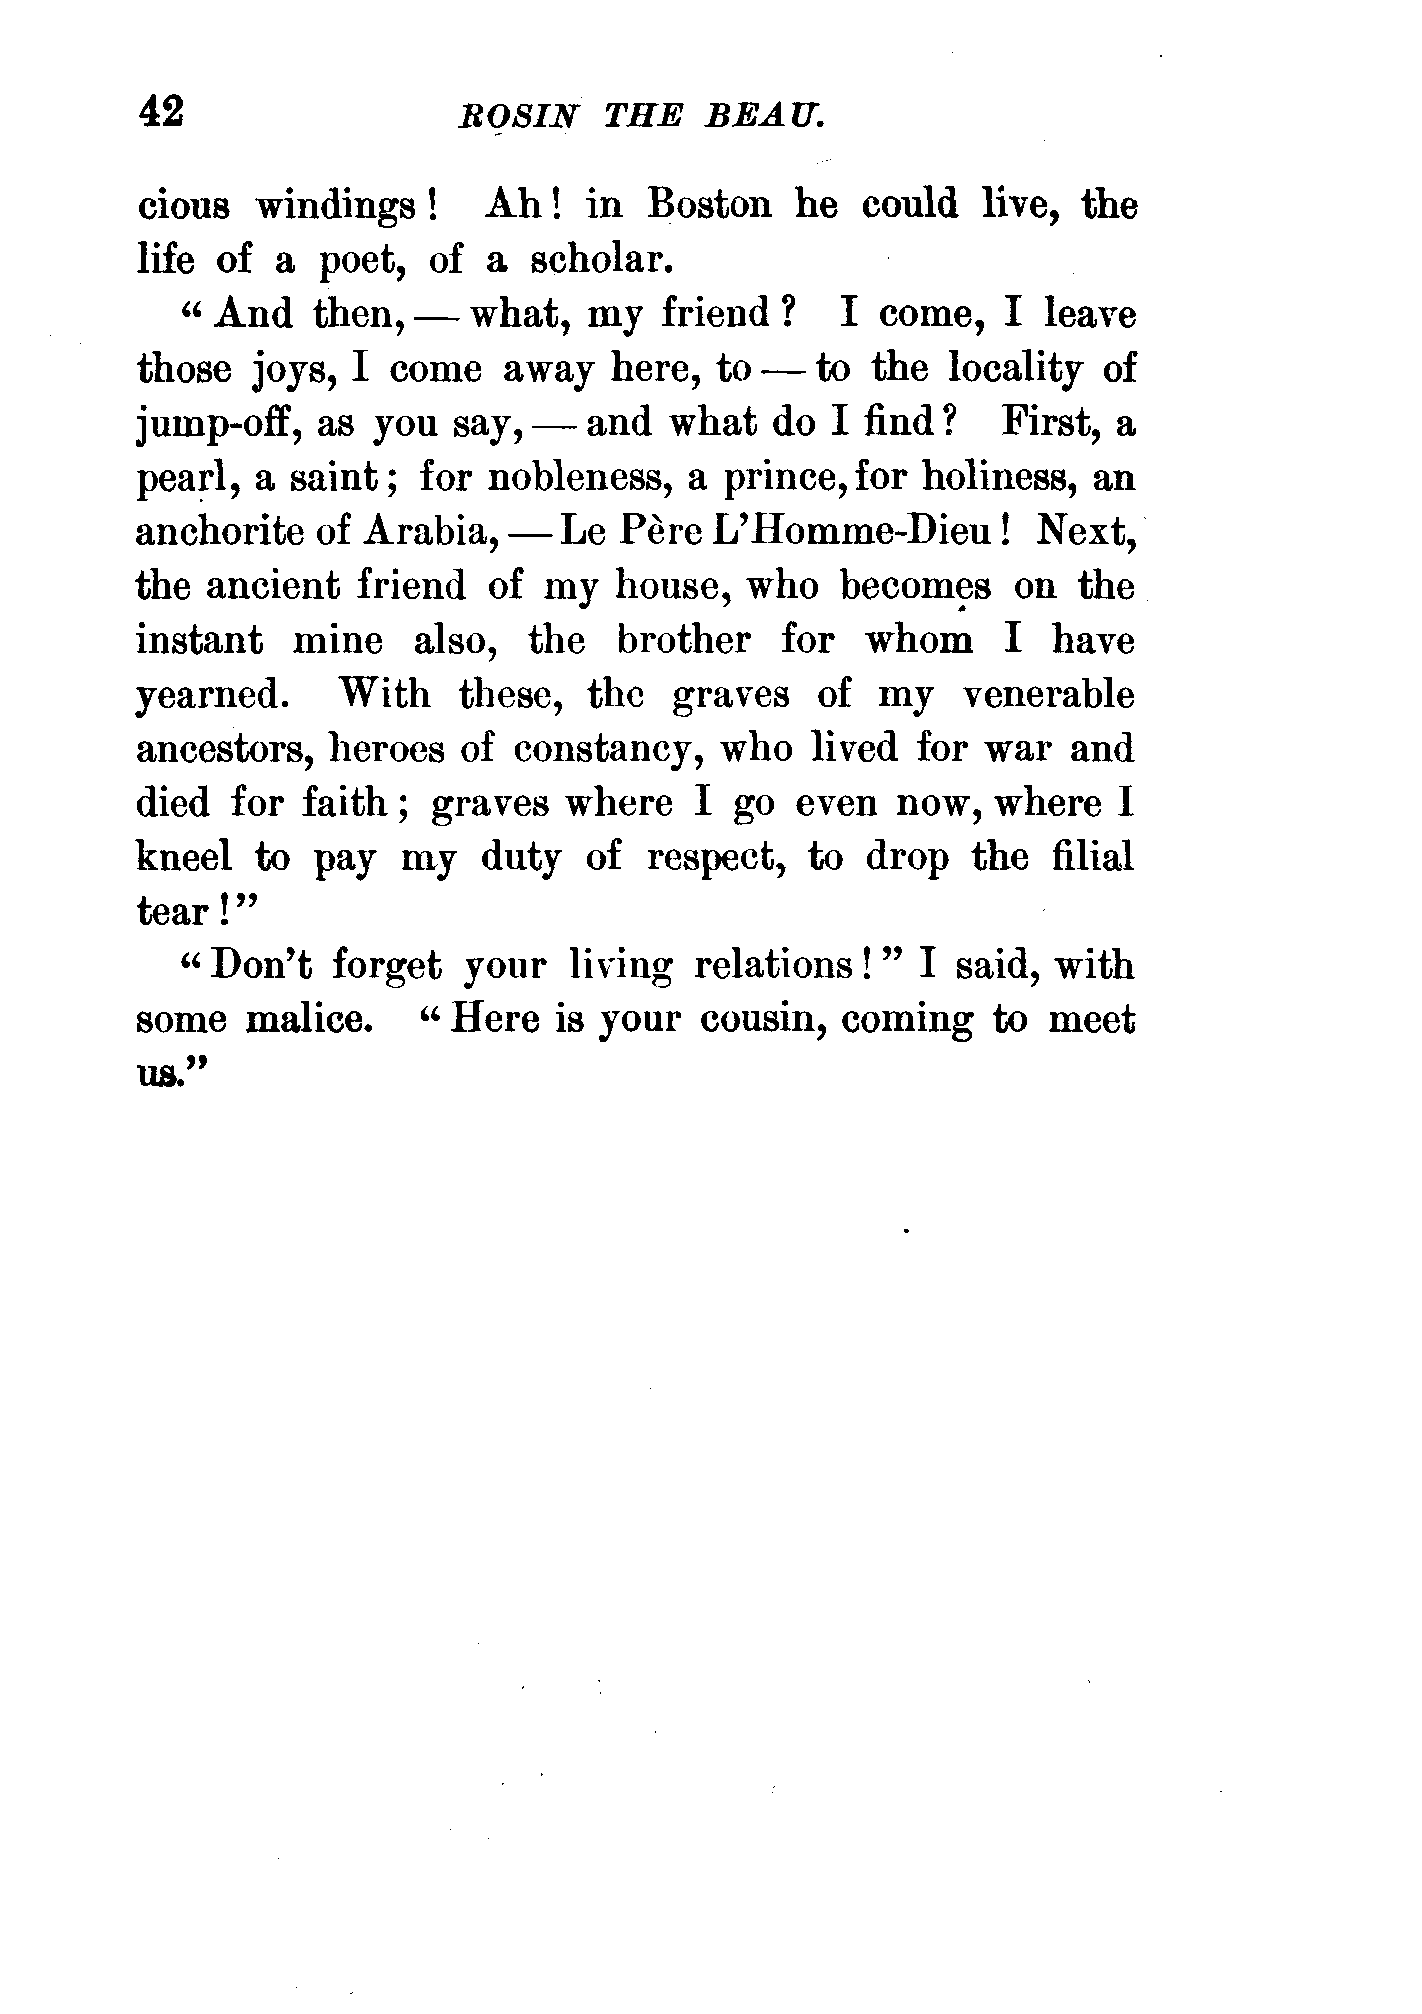 42 ROSIN THE BEAU.
cious windings! Ah! in Boston he could live, the
life of a poet, of a scholar.
“And then,—what, my friend? I come, I leave
those joys, I come away here, to—to the locality of
jump-off, as you say,—and what do I find? First, a
pearl, a saint; for nobleness, a prince, for holiness, an
anchorite of Arabia,—Le Père L’Homme-Dieu! Next,
the ancient friend of my house, who becomes on the
instant mine also, the brother for whom I have
yearned. With these, the graves of my venerable
ancestors, heroes of constancy, who lived for war and
died for faith; graves where I go even now, where I
kneel to pay my duty of respect, to drop the filial
tear!”
“Don’t forget your living relations!” I said, with
some malice. “Here is your cousin, coming to meet
us.”